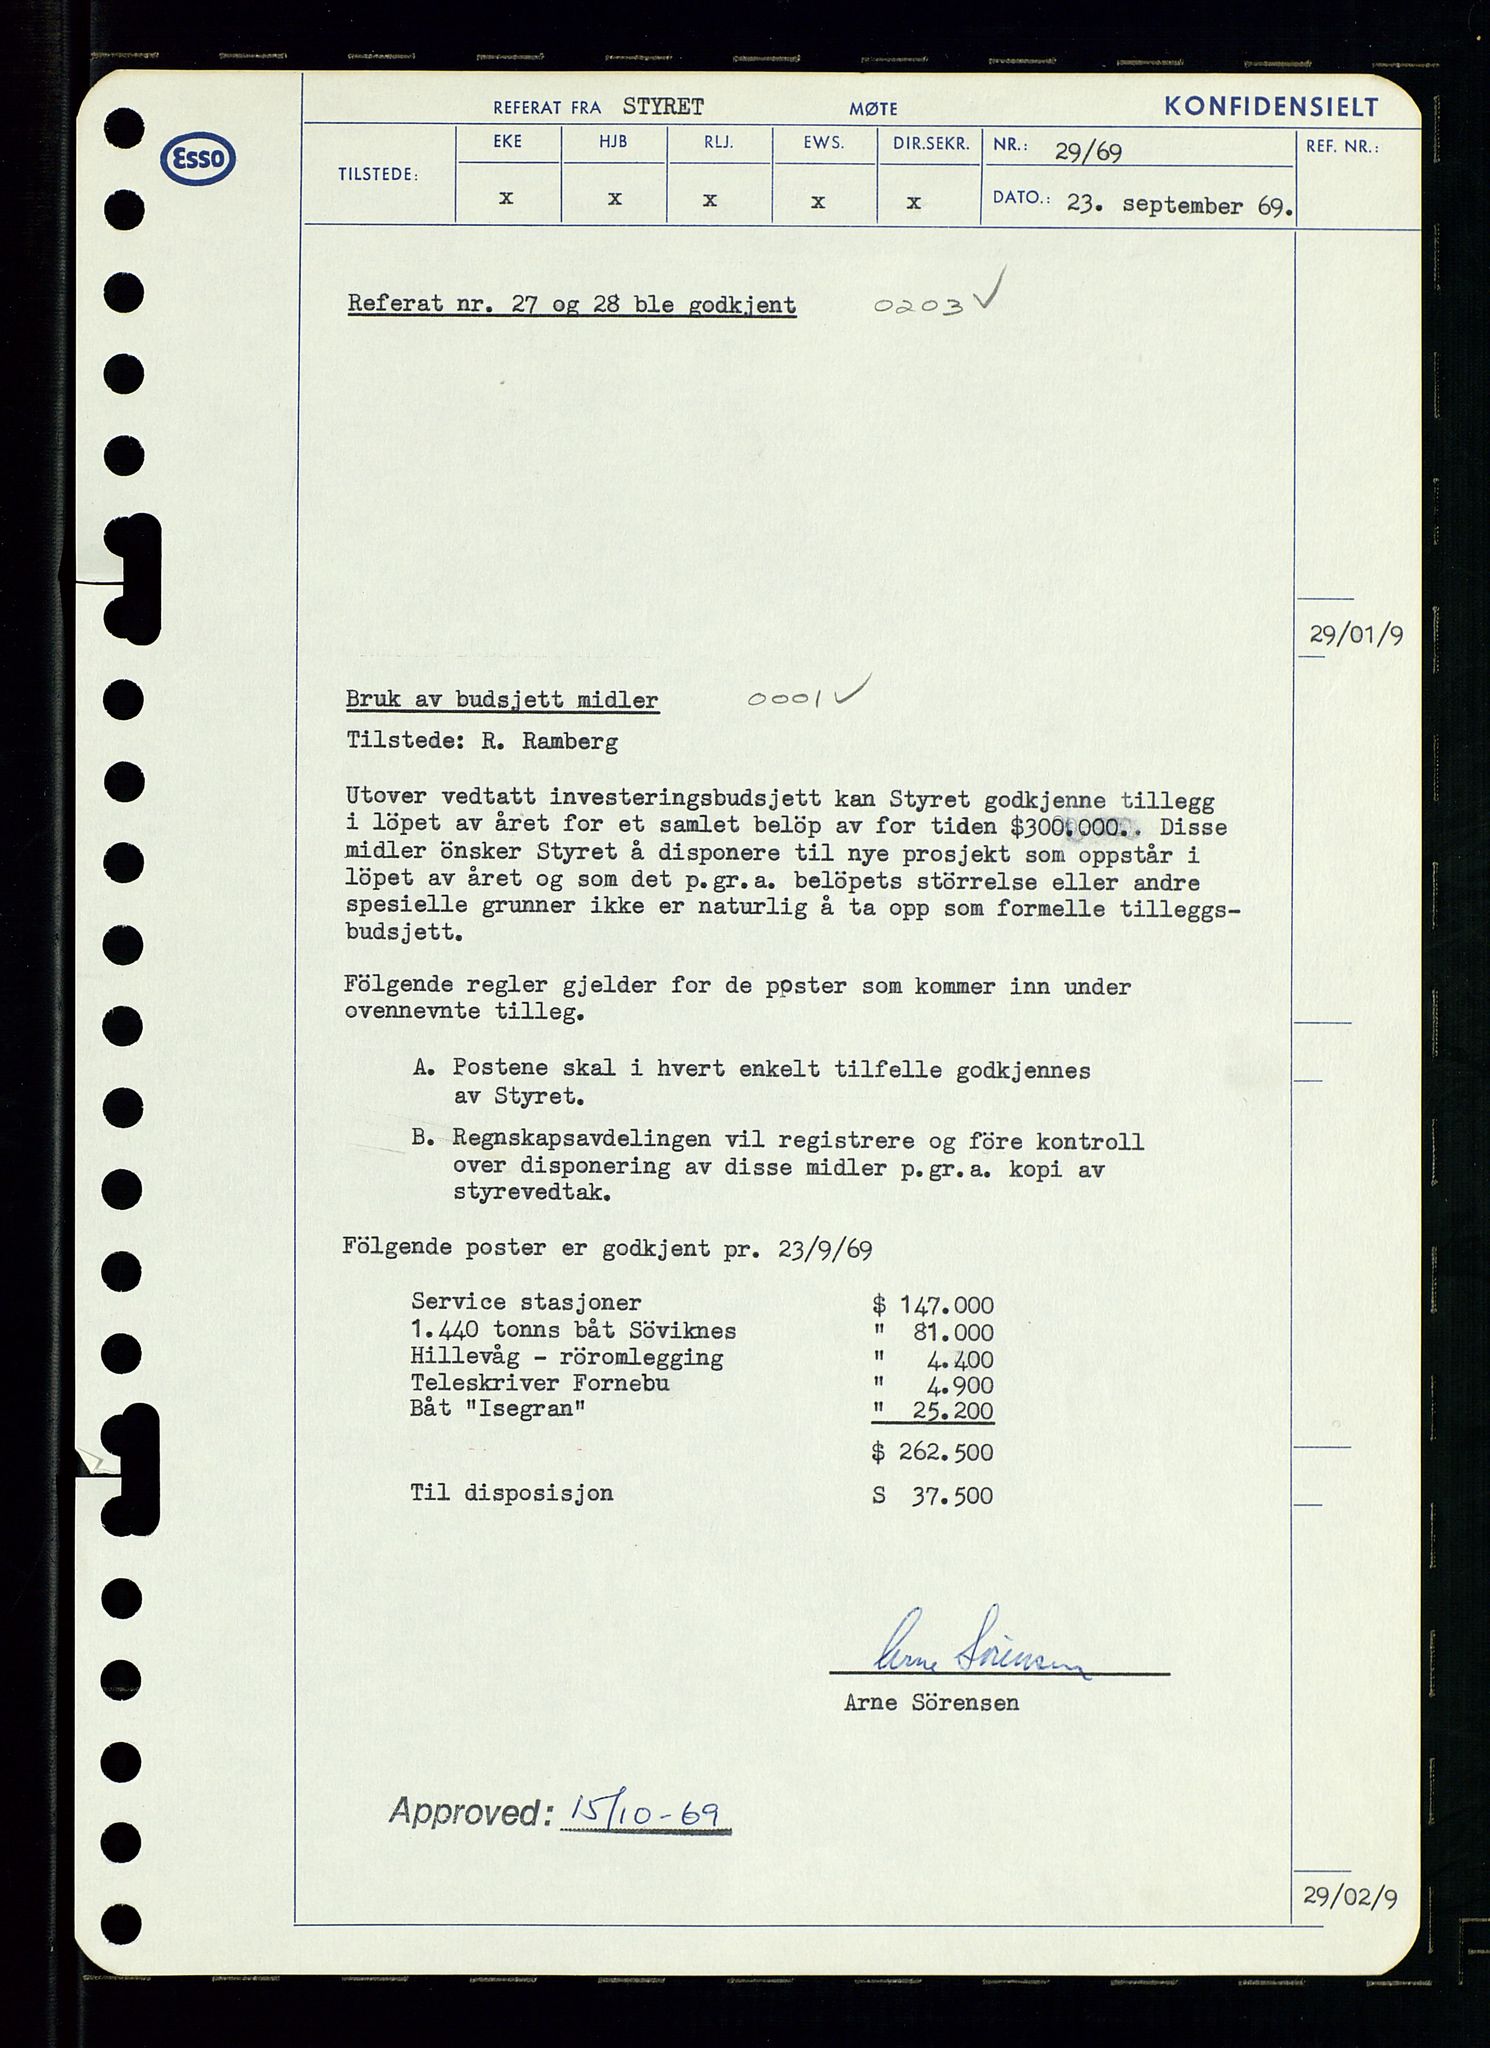 REFERAT FRA STYRET MØTE KONFIDENSIELT
Esso
TILSTEDE: EKE HJB RLJ. EWS. DIR.SEKR. NR.: 29/69 REF. NR.:
x x x x x DATO.: 23. september 69.
Referat nr. 27 og 28 ble godkjent 0203 ✓
29/01/9
Bruk av budsjett midler 0001 ✓
Tilstede: R. Ramberg
Utover vedtatt investeringsbudsjett kan Styret godkjenne tillegg
i löpet av året for et samlet belöp av for tiden $300.000.. Disse
midler önsker Styret å disponere til nye prosjekt som oppstår i
löpet av året og som det p.gr.a. belöpets störrelse eller andre
spesielle grunner ikke er naturlig å ta opp som formelle tilleggs-
budsjett.
Fölgende regler gjelder for de ppster som kommer inn under
ovennevnte tilleg.
A. Postene skal i hvert enkelt tilfelle godkjennes
av Styret.
B. Regnskapsavdelingen vil registrere og före kontroll
over disponering av disse midler p.gr.a. kopi av
styrevedtak.
Fölgende poster er godkjent pr. 23/9/69
Service stasjoner $ 147.000
1.440 tonns båt Söviknes " 81.000
Hillevåg - röromlegging " 4.400
Teleskriver Fornebu " 4.900
Båt "Isegran" " 25.200
$ 262.500
Til disposisjon S 37.500
Arne Sörensen
Arne Sörensen
Approved: 15/10-69
29/02/9